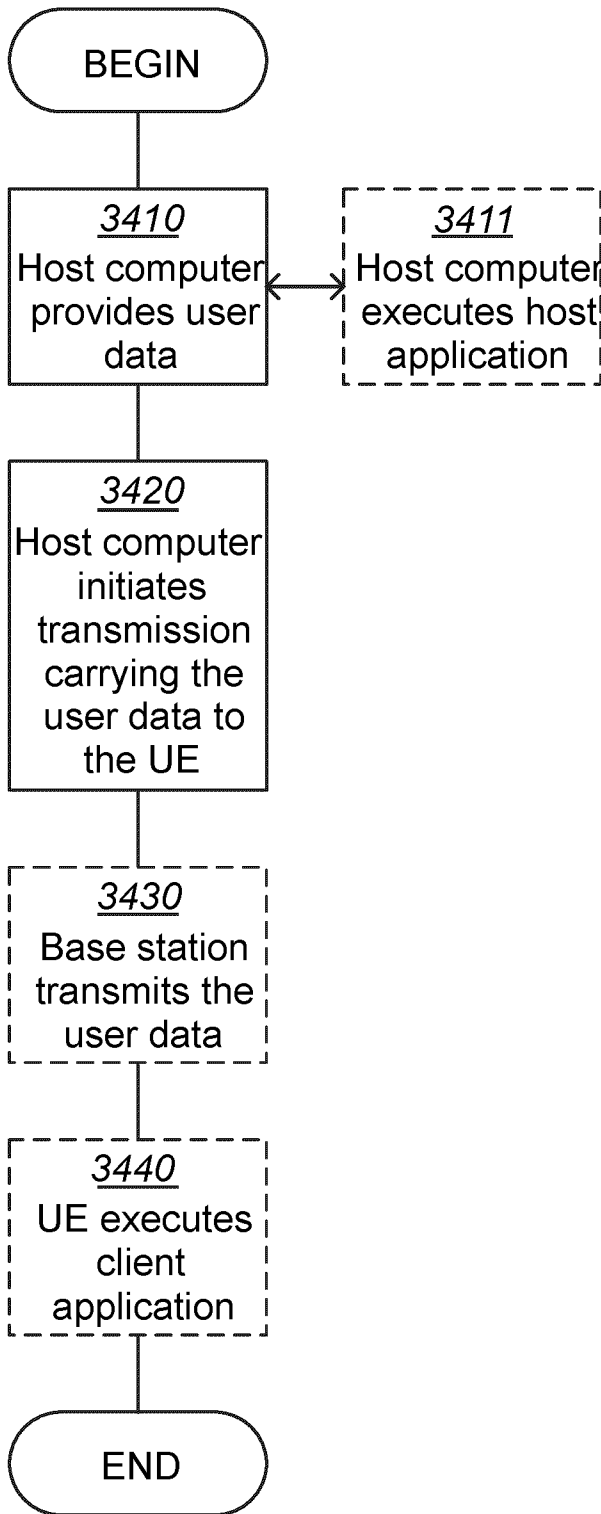 BEGIN
3410
Host computer
provides user
data
3411
Host computer
executes host
application
3420
Host computer
initiates
transmission
carrying the
user data to
the UE
3430
Base station
transmits the
user data
3440
UE executes
client
application
END